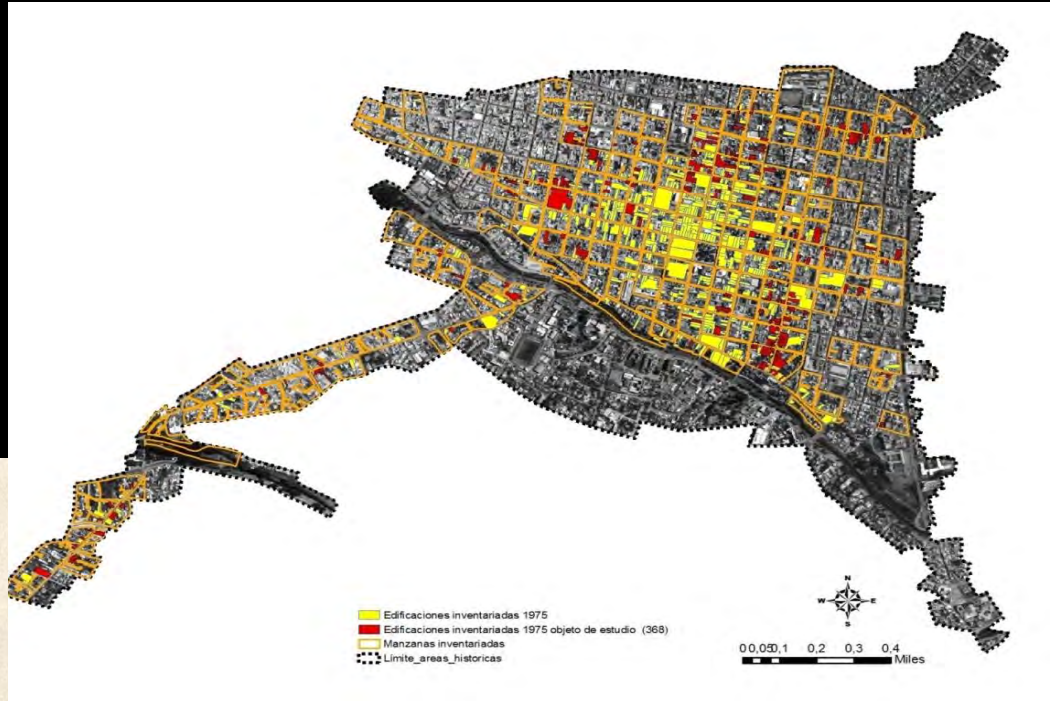 N
W E
S
Edificaciones inventariadas 1975
Edificaciones inventariadas 1975 objeto de estudio (368)
Manzanas inventariadas
Límite_areas_historicas
0 0,05 0,1 0,2 0,3 0,4
Miles